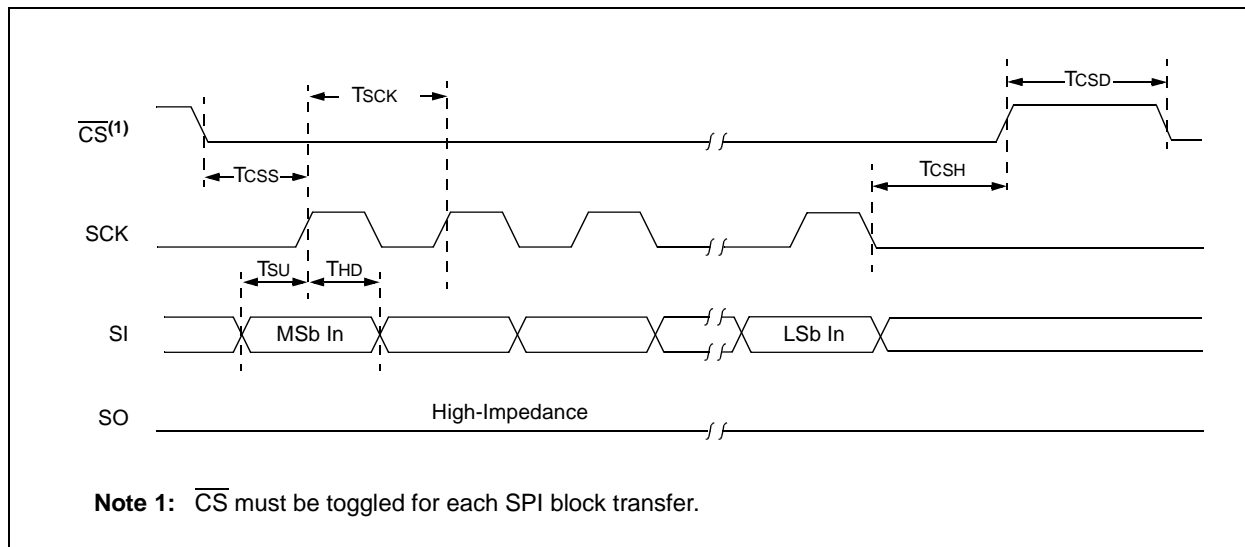 TCSD
TSCK
CS(1)
TCSS
TCSH
SCK
TSU
THD
SI
MSb In
LSb In
SO
High-Impedance
Note 1: CS must be toggled for each SPI block transfer.